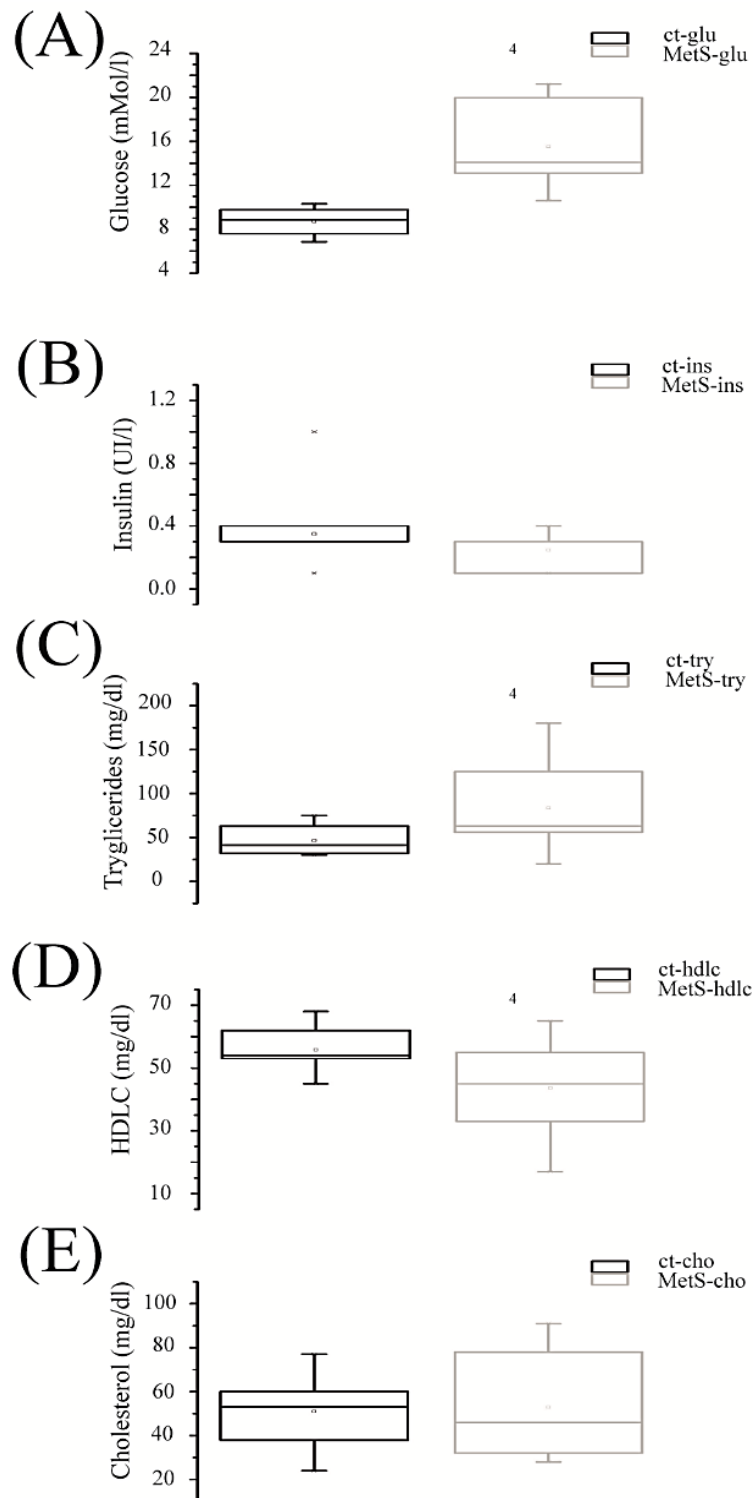 (A)
ct-glu
MetS-glu
4
Glucose (mMol/l)
24
20
16
12
8
4
(B)
ct-ins
MetS-ins
Insulin (UI/l)
1.2
0.8
0.4
0.0
(C)
ct-try
MetS-try
4
Tryglicerides (mg/dl)
200
150
100
50
0
(D)
ct-hdlc
MetS-hdlc
4
HDLC (mg/dl)
70
50
30
10
(E)
ct-cho
MetS-cho
Cholesterol (mg/dl)
100
80
60
40
20